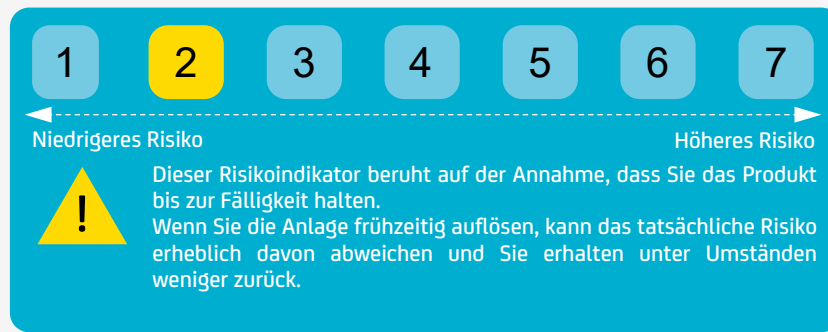 1 2 3 4 5 6 7
Niedrigeres Risiko Höheres Risiko
!
Dieser Risikoindikator beruht auf der Annahme, dass Sie das Produkt
bis zur Fälligkeit halten.
Wenn Sie die Anlage frühzeitig auflösen, kann das tatsächliche Risiko
erheblich davon abweichen und Sie erhalten unter Umständen
weniger zurück.